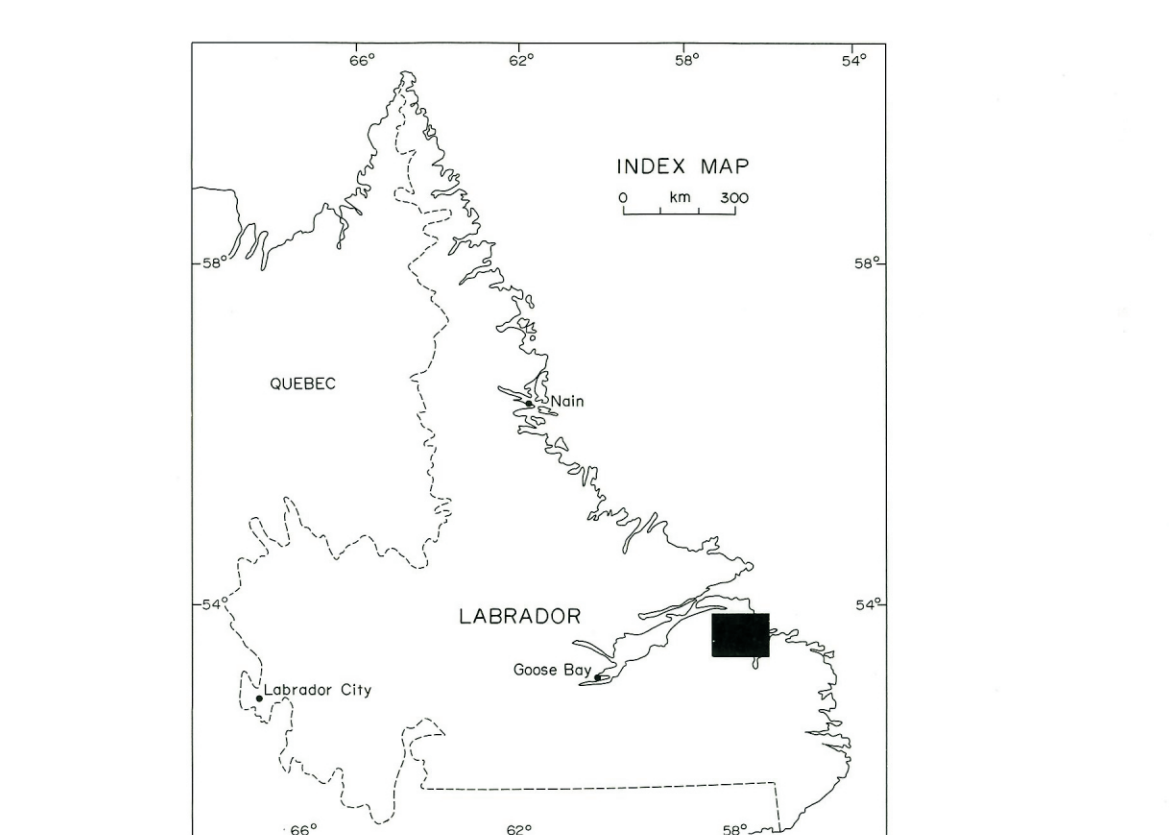 66° 62° 58° 54°
INDEX MAP
0 km 300
58° 58°
QUEBEC
Nain
54° 54°
LABRADOR
Goose Bay
Labrador City
66° 62° 58°